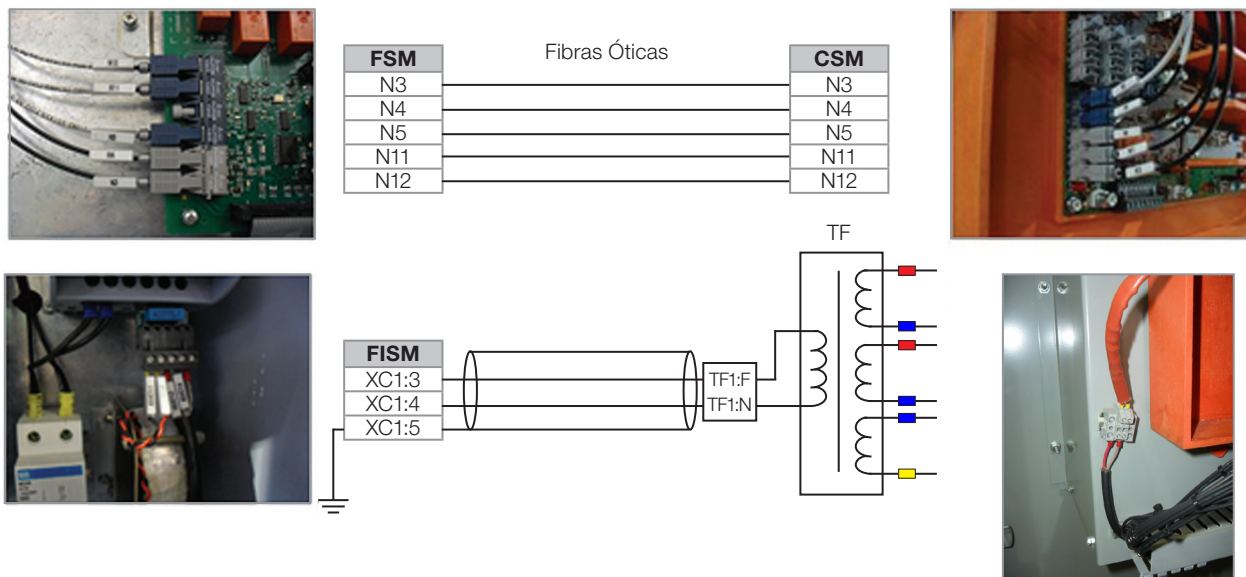 Fibras Óticas
FSM
N3
N4
N5
N11
N12
CSM
N3
N4
N5
N11
N12
TF
FISM
XC1:3
XC1:4
XC1:5
TF1:F
TF1:N